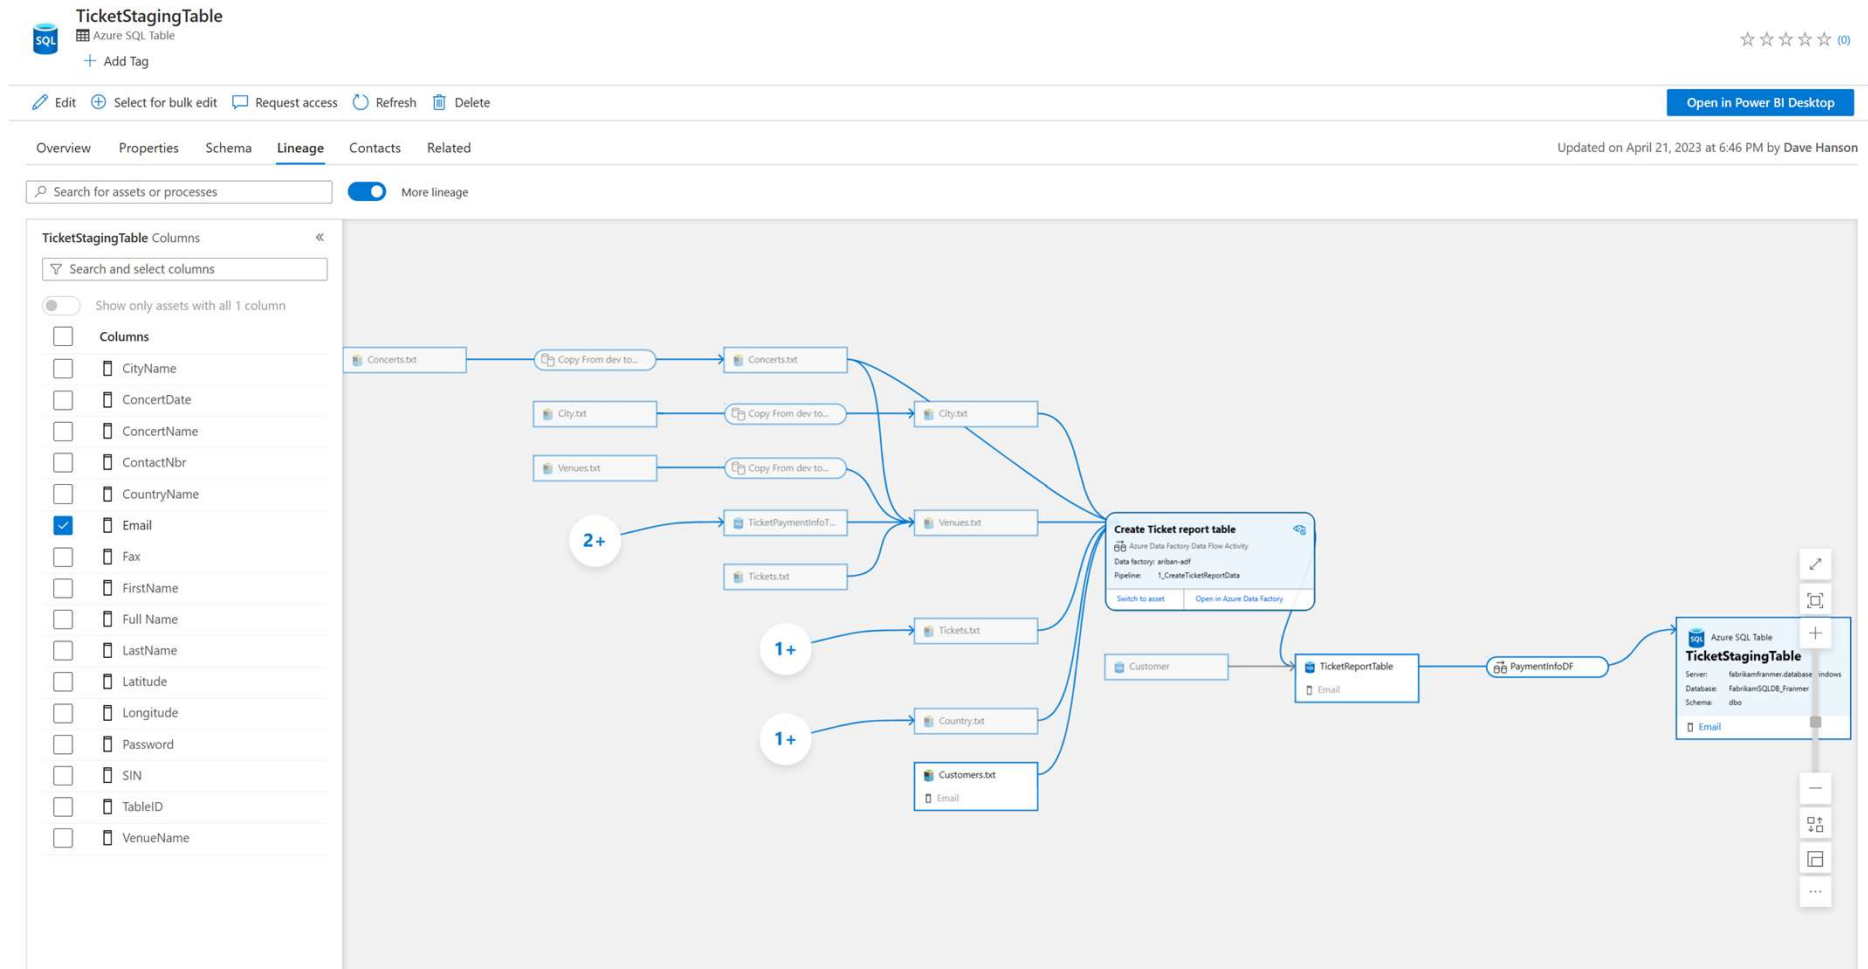 TicketStagingTable
SQL
Azure SQL Table
Add Tag
(0)
Edit
Select for bulk edit
Request access
Refresh
Delete
Open in Power BI Desktop
Overview
Properties
Schema
Lineage
Contacts
Related
Updated on April 21, 2023 at 6:46 PM by Dave Hanson
Search for assets or processes
More lineage
TicketStagingTable Columns
«
Search and select columns
Show only assets with all 1 column
Columns
CityName
ConcertDate
ConcertName
ContactNbr
CountryName
Email
Fax
FirstName
Full Name
LastName
Latitude
Longitude
Password
SIN
TableID
VenueName
Concerts.txt
Copy From dev to...
Concerts.txt
City.txt
Copy From dev to...
City.txt
Venues.txt
Copy From dev to...
2+
TicketPaymentInfoT...
Venues.txt
Tickets.txt
1+
Tickets.txt
1+
Country.txt
Customers.txt
Email
Create Ticket report table
Azure Data Factory Data Flow Activity
Data factory: ariban-adf
Pipeline: 1_CreateTicketReportData
Switch to asset
Open in Azure Data Factory
Customer
TicketReportTable
Email
PaymentInfoDF
SQL
Azure SQL Table
TicketStagingTable
Server: fabrikamfranmer.database
Database: FabrikamSQLDB_Franmer
Schema: dbo
Email